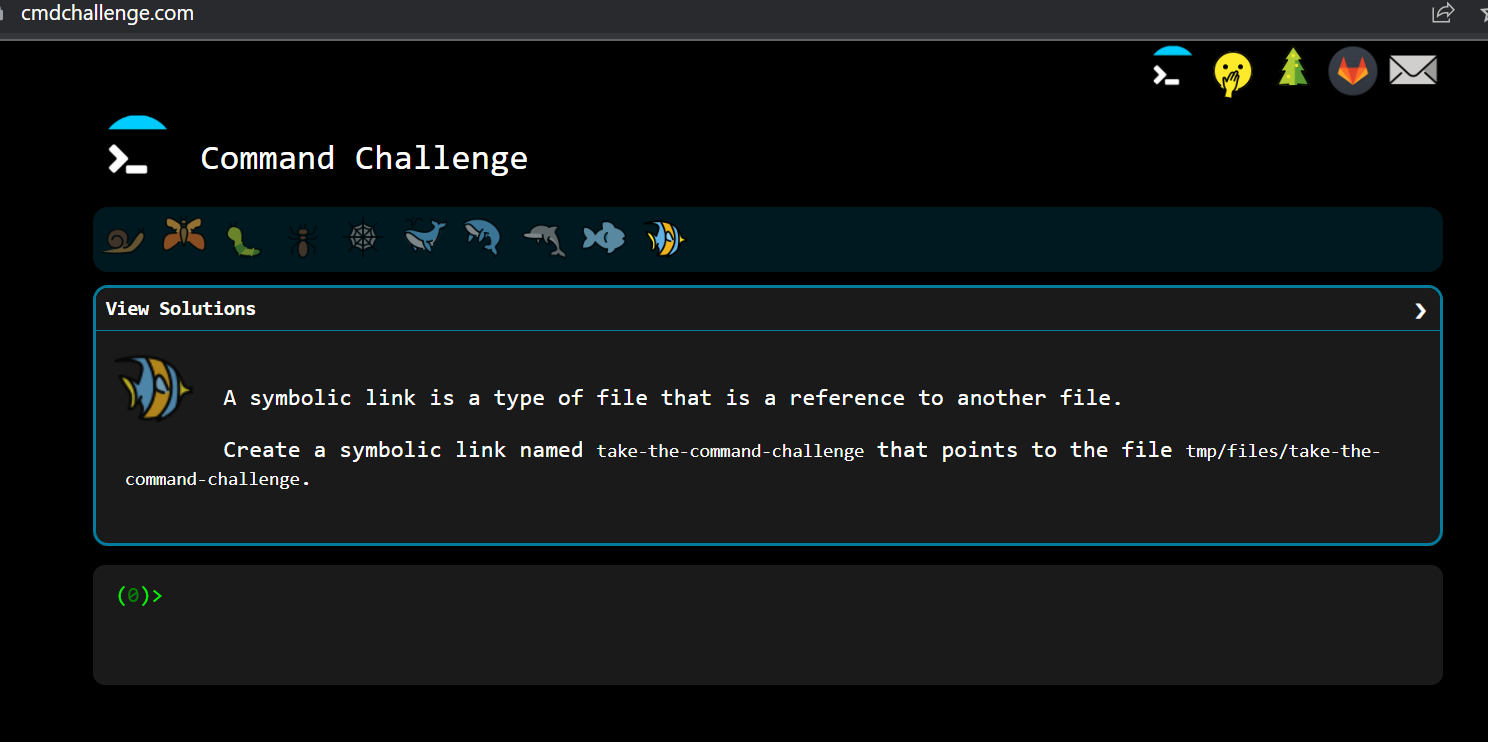 cmdchallenge.com
Command Challenge
View Solutions
A symbolic link is a type of file that is a reference to another file.
Create a symbolic link named take-the-command-challenge that points to the file tmp/files/take-the-
command-challenge.
(0)>